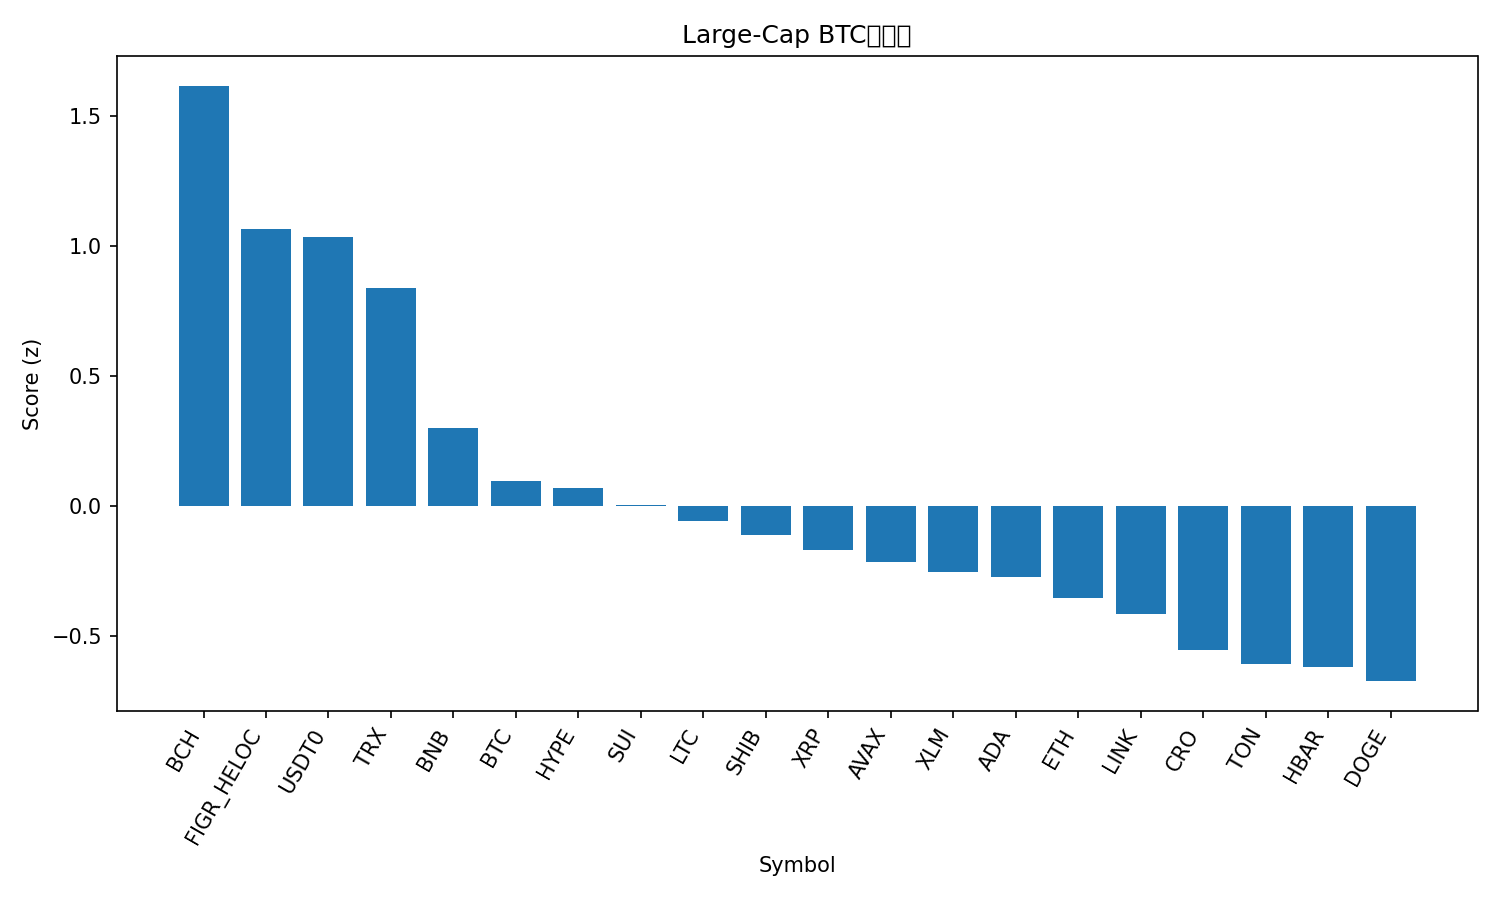 Large-Cap BTC
Score (z)
1.5
1.0
0.5
0.0
−0.5
BCH
FIGR_HELOC
USDT0
TRX
BNB
BTC
HYPE
SUI
LTC
SHIB
XRP
AVAX
XLM
ADA
ETH
LINK
CRO
TON
HBAR
DOGE
Symbol